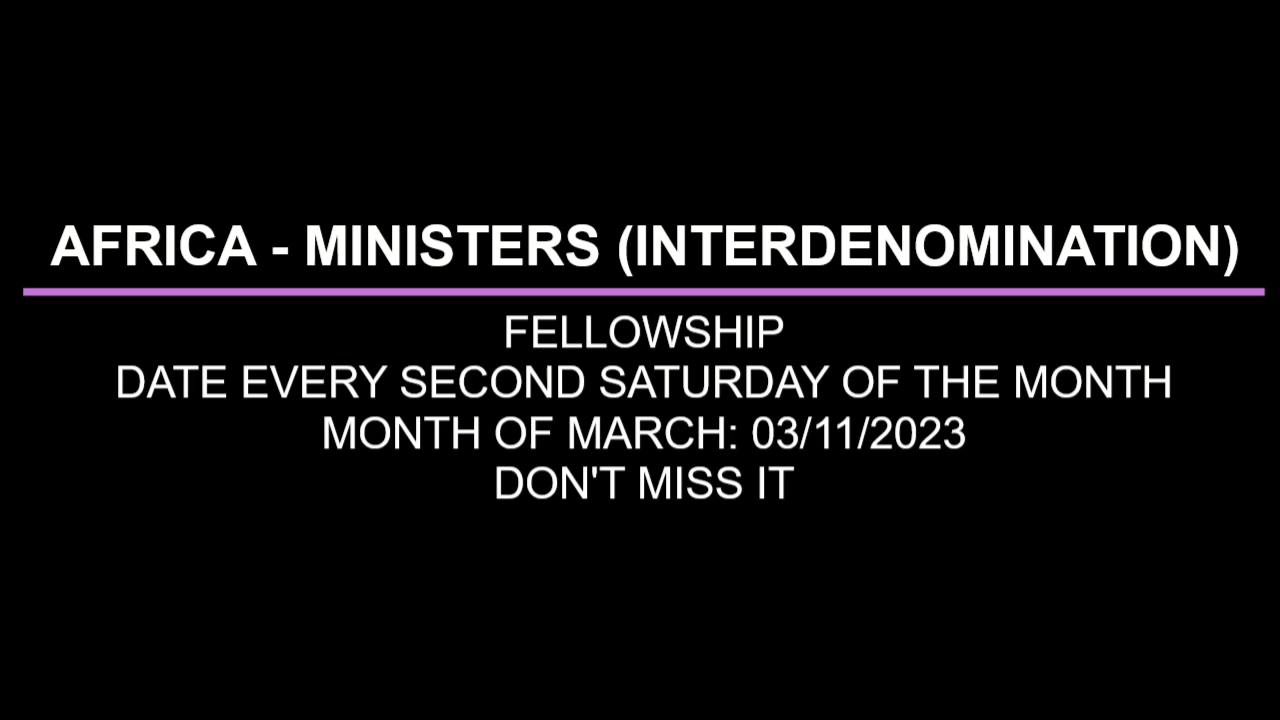 AFRICA - MINISTERS (INTERDENOMINATION)
FELLOWSHIP
DATE EVERY SECOND SATURDAY OF THE MONTH
MONTH OF MARCH: 03/11/2023
DON'T MISS IT